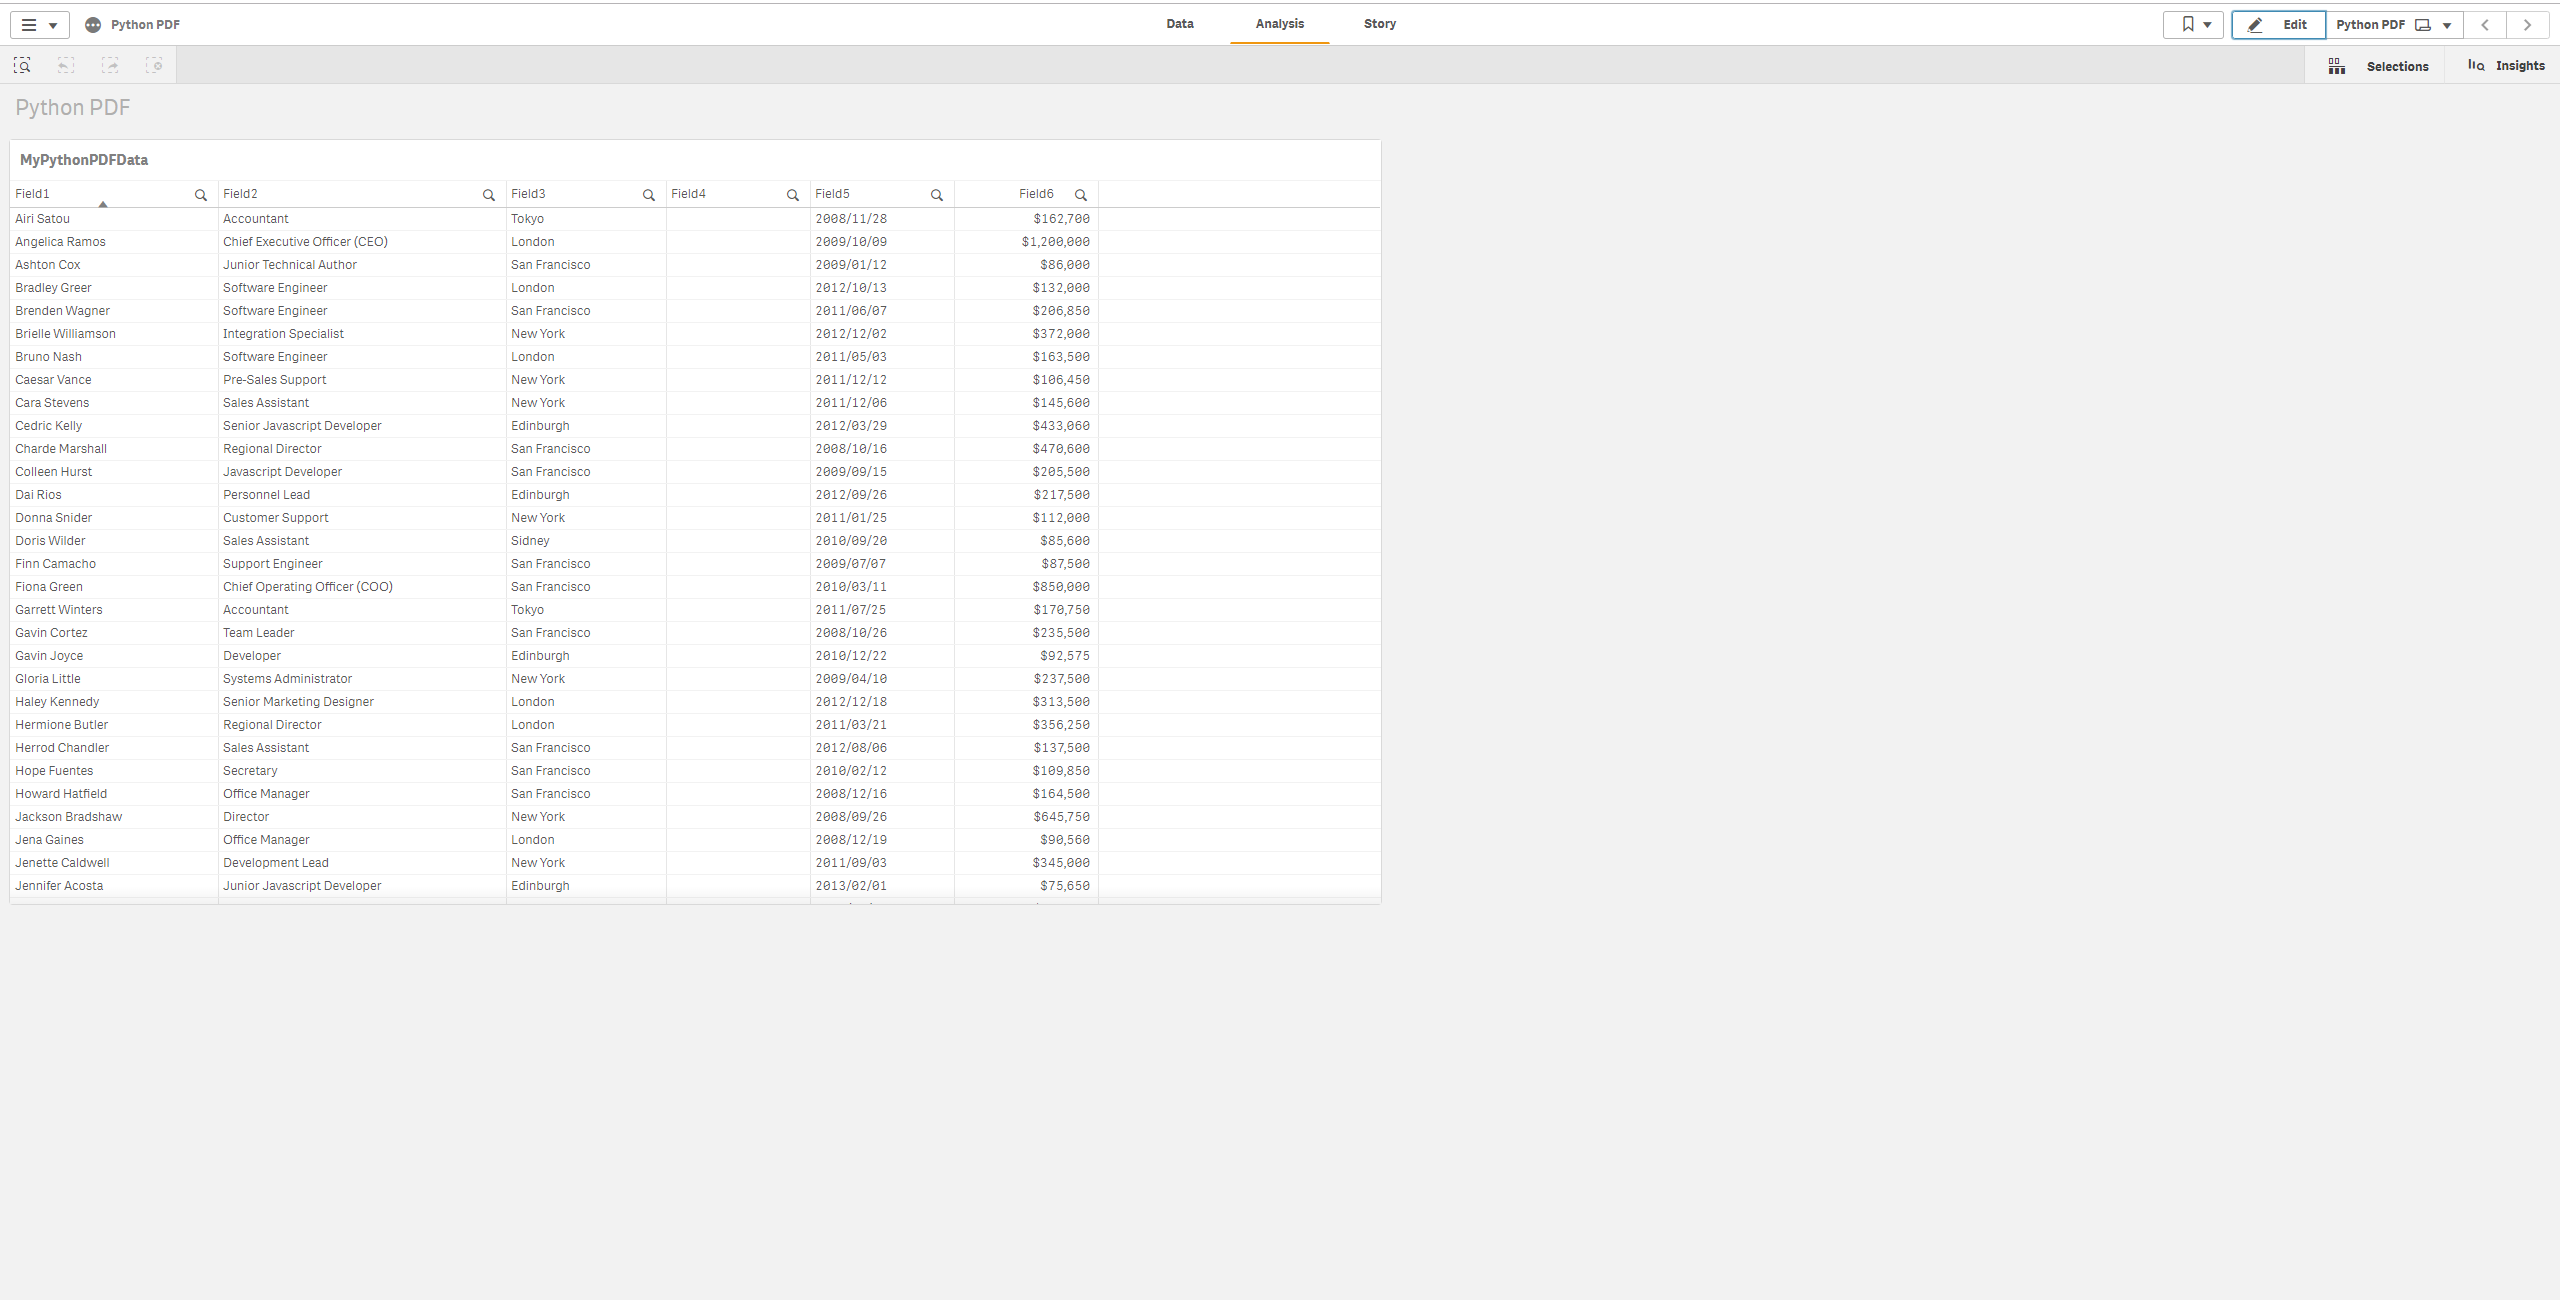 Python PDF Data Analysis Story Edit Python PDF
Selections Insights
Python PDF
MyPythonPDFData
Field1 Field2 Field3 Field4 Field5 Field6
Airi Satou Accountant Tokyo 2008/11/28 $162,700
Angelica Ramos Chief Executive Officer (CEO) London 2009/10/09 $1,200,000
Ashton Cox Junior Technical Author San Francisco 2009/01/12 $86,000
Bradley Greer Software Engineer London 2012/10/13 $132,000
Brenden Wagner Software Engineer San Francisco 2011/06/07 $206,850
Brielle Williamson Integration Specialist New York 2012/12/02 $372,000
Bruno Nash Software Engineer London 2011/05/03 $163,500
Caesar Vance Pre-Sales Support New York 2011/12/12 $106,450
Cara Stevens Sales Assistant New York 2011/12/06 $145,600
Cedric Kelly Senior Javascript Developer Edinburgh 2012/03/29 $433,060
Charde Marshall Regional Director San Francisco 2008/10/16 $470,600
Colleen Hurst Javascript Developer San Francisco 2009/09/15 $205,500
Dai Rios Personnel Lead Edinburgh 2012/09/26 $217,500
Donna Snider Customer Support New York 2011/01/25 $112,000
Doris Wilder Sales Assistant Sidney 2010/09/20 $85,600
Finn Camacho Support Engineer San Francisco 2009/07/07 $87,500
Fiona Green Chief Operating Officer (COO) San Francisco 2010/03/11 $850,000
Garrett Winters Accountant Tokyo 2011/07/25 $170,750
Gavin Cortez Team Leader San Francisco 2008/10/26 $235,500
Gavin Joyce Developer Edinburgh 2010/12/22 $92,575
Gloria Little Systems Administrator New York 2009/04/10 $237,500
Haley Kennedy Senior Marketing Designer London 2012/12/18 $313,500
Hermione Butler Regional Director London 2011/03/21 $356,250
Herrod Chandler Sales Assistant San Francisco 2012/08/06 $137,500
Hope Fuentes Secretary San Francisco 2010/02/12 $109,850
Howard Hatfield Office Manager San Francisco 2008/12/16 $164,500
Jackson Bradshaw Director New York 2008/09/26 $645,750
Jena Gaines Office Manager London 2008/12/19 $90,560
Jenette Caldwell Development Lead New York 2011/09/03 $345,000
Jennifer Acosta Junior Javascript Developer Edinburgh 2013/02/01 $75,650